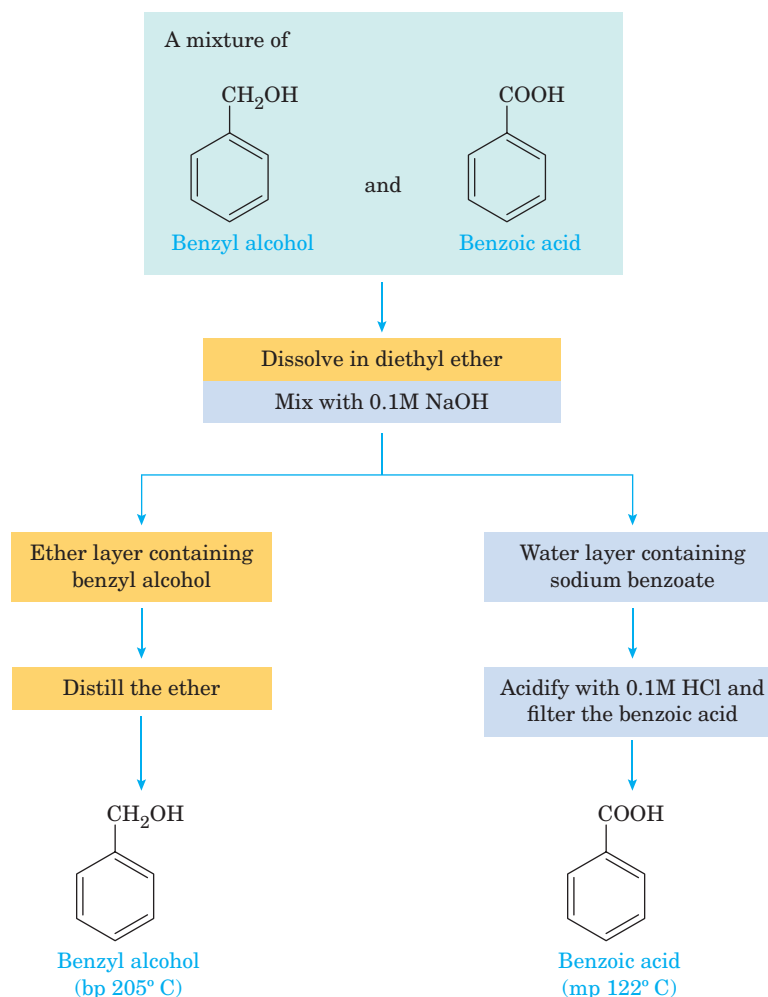 A mixture of
CH₂OH
COOH
and
Benzyl alcohol
Benzoic acid
Dissolve in diethyl ether
Mix with 0.1M NaOH
Ether layer containing
benzyl alcohol
Water layer containing
sodium benzoate
Distill the ether
Acidify with 0.1M HCl and
filter the benzoic acid
CH₂OH
COOH
Benzyl alcohol
(bp 205º C)
Benzoic acid
(mp 122º C)